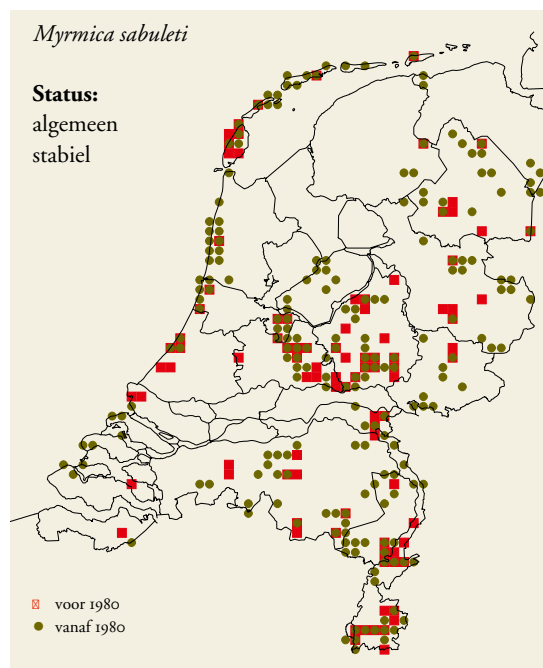 Myrmica sabuleti
Status:
algemeen
stabiel
voor 1980
vanaf 1980